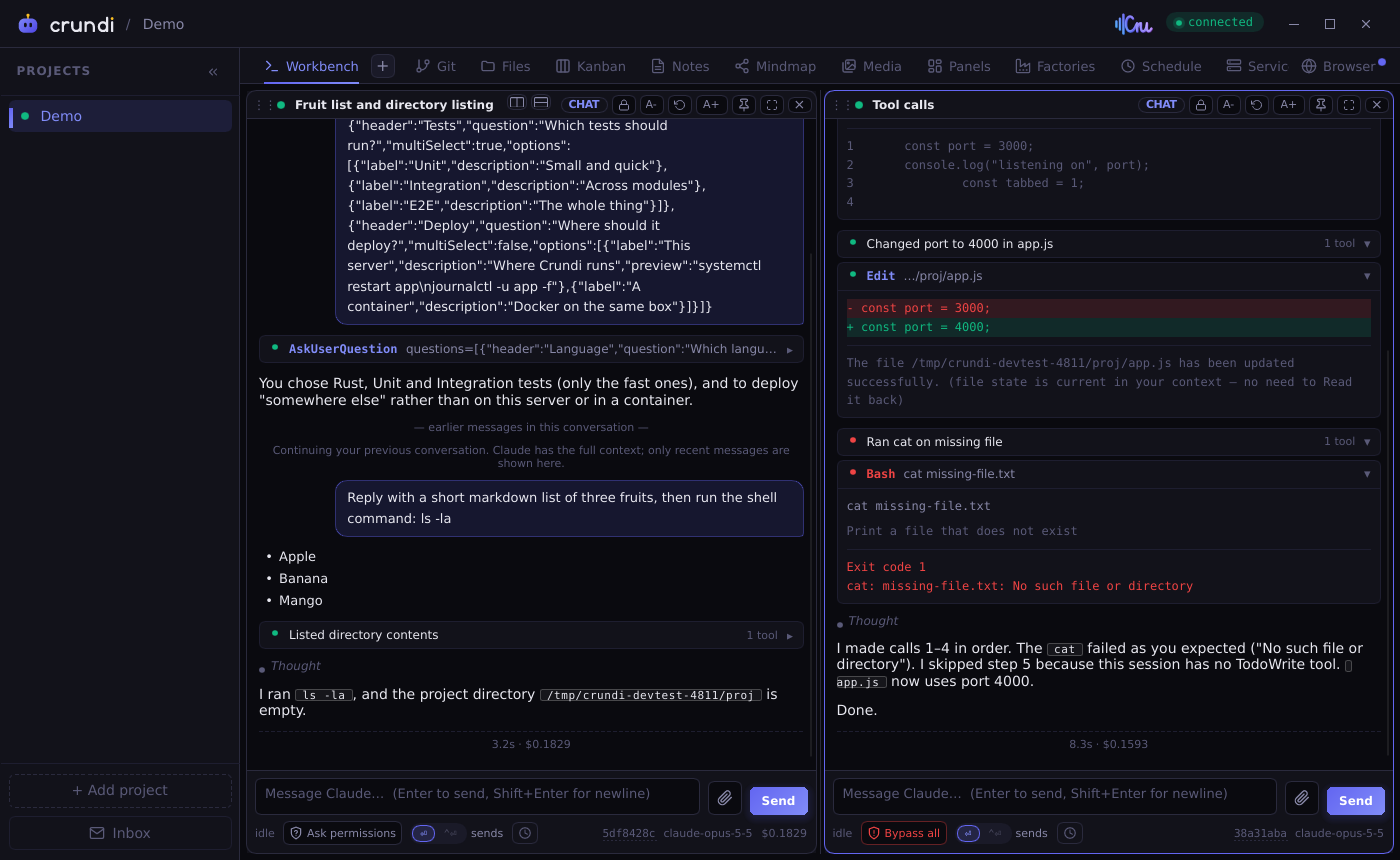 crundi / Demo
Cru
connected
PROJECTS «
Demo
+ Add project
Inbox
Workbench + Git Files Kanban Notes Mindmap Media Panels Factories Schedule Servic Browser
Fruit list and directory listing CHAT A- A+
{"header":"Tests","question":"Which tests should
run?","multiSelect":true,"options":
[{"label":"Unit","description":"Small and quick"},
{"label":"Integration","description":"Across modules"},
{"label":"E2E","description":"The whole thing"}]},
{"header":"Deploy","question":"Where should it
deploy?","multiSelect":false,"options":[{"label":"This
server","description":"Where Crundi runs","preview":"systemctl
restart app\njournalctl -u app -f"},{"label":"A
container","description":"Docker on the same box"}]}]}
AskUserQuestion questions=[{"header":"Language","question":"Which langu…
You chose Rust, Unit and Integration tests (only the fast ones), and to deploy
"somewhere else" rather than on this server or in a container.
— earlier messages in this conversation —
Continuing your previous conversation. Claude has the full context; only recent messages are
shown here.
Reply with a short markdown list of three fruits, then run the shell
command: ls -la
• Apple
• Banana
• Mango
Listed directory contents 1 tool
Thought
I ran ls -la, and the project directory /tmp/crundi-devtest-4811/proj is
empty.
3.2s · $0.1829
Message Claude… (Enter to send, Shift+Enter for newline)
Send
idle Ask permissions sends 5df8428c claude-opus-5-5 $0.1829
Tool calls CHAT A- A+
1 const port = 3000;
2 console.log("listening on", port);
3 const tabbed = 1;
4
Changed port to 4000 in app.js 1 tool
Edit …/proj/app.js
- const port = 3000;
+ const port = 4000;
The file /tmp/crundi-devtest-4811/proj/app.js has been updated
successfully. (file state is current in your context — no need to Read
it back)
Ran cat on missing file 1 tool
Bash cat missing-file.txt
cat missing-file.txt
Print a file that does not exist
Exit code 1
cat: missing-file.txt: No such file or directory
Thought
I made calls 1–4 in order. The cat failed as you expected ("No such file or
directory"). I skipped step 5 because this session has no TodoWrite tool.
app.js now uses port 4000.
Done.
8.3s · $0.1593
Message Claude… (Enter to send, Shift+Enter for newline)
Send
idle Bypass all sends 38a31aba claude-opus-5-5